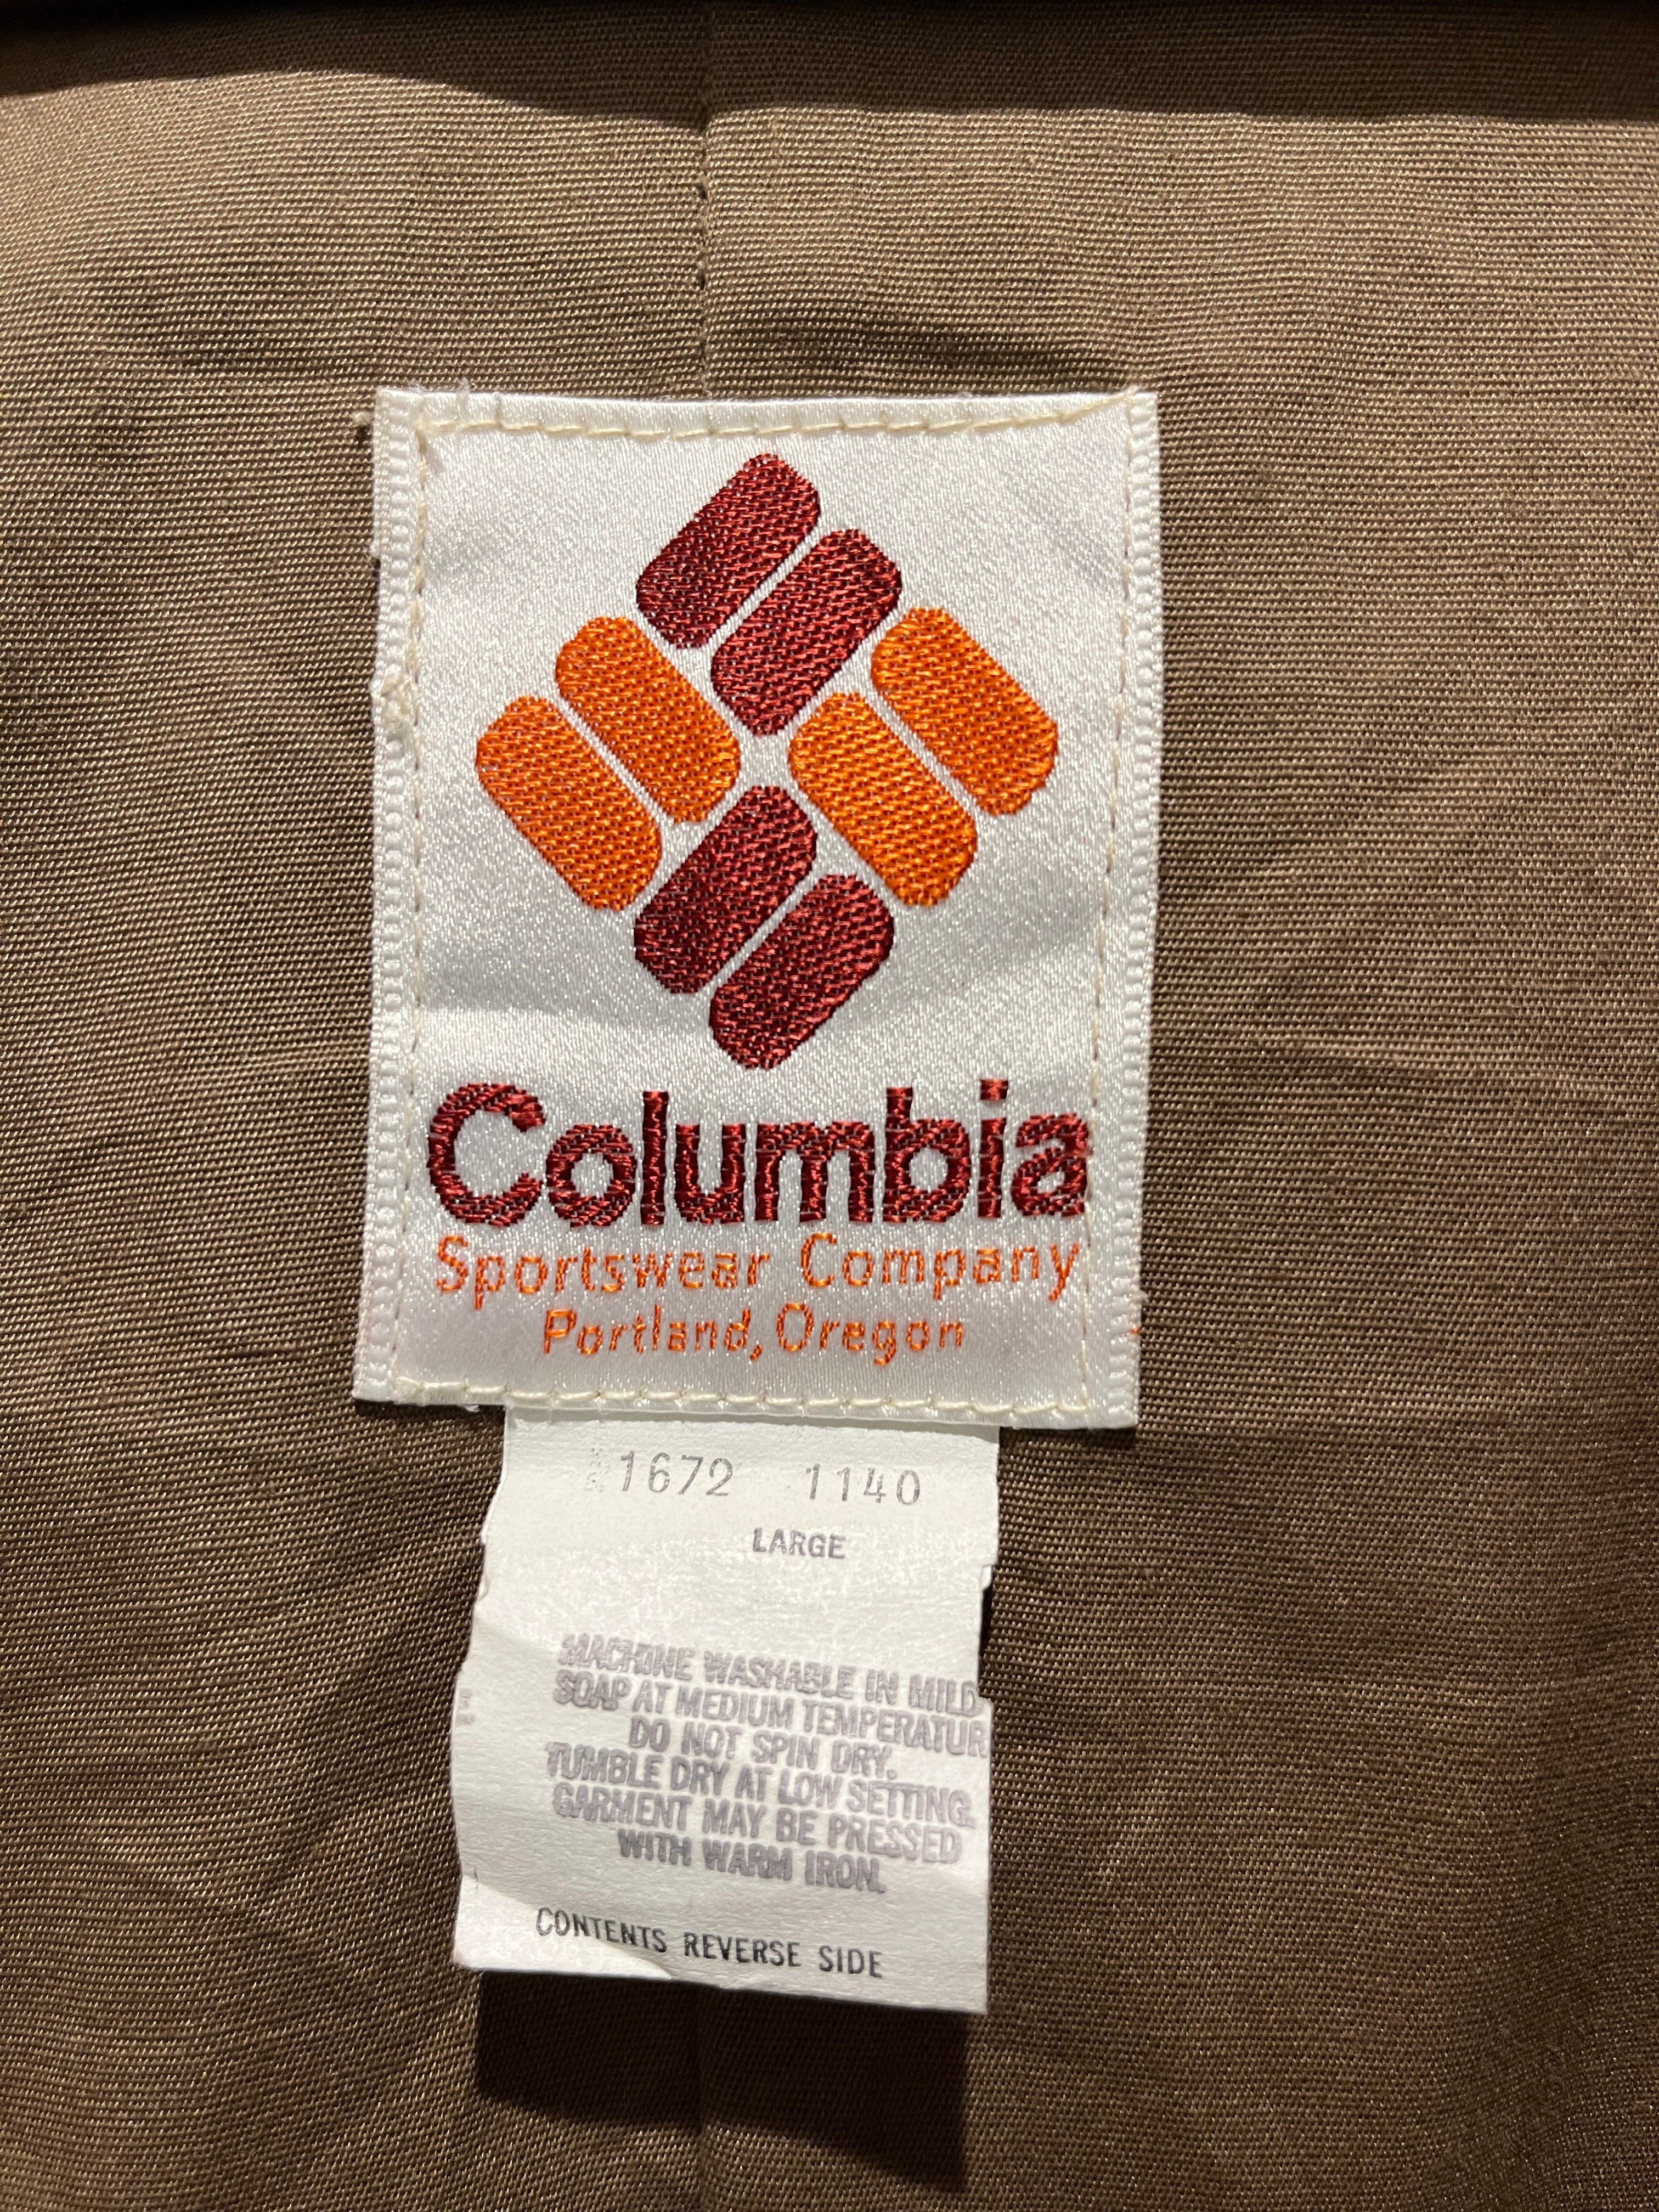 Columbia
Sportswear Company
Portland, Oregon
1672 1140
LARGE
MACHINE WASHABLE IN MILD
SOAP AT MEDIUM TEMPERATUR
DO NOT SPIN DRY.
TUMBLE DRY AT LOW SETTING.
GARMENT MAY BE PRESSED
WITH WARM IRON.
CONTENTS REVERSE SIDE